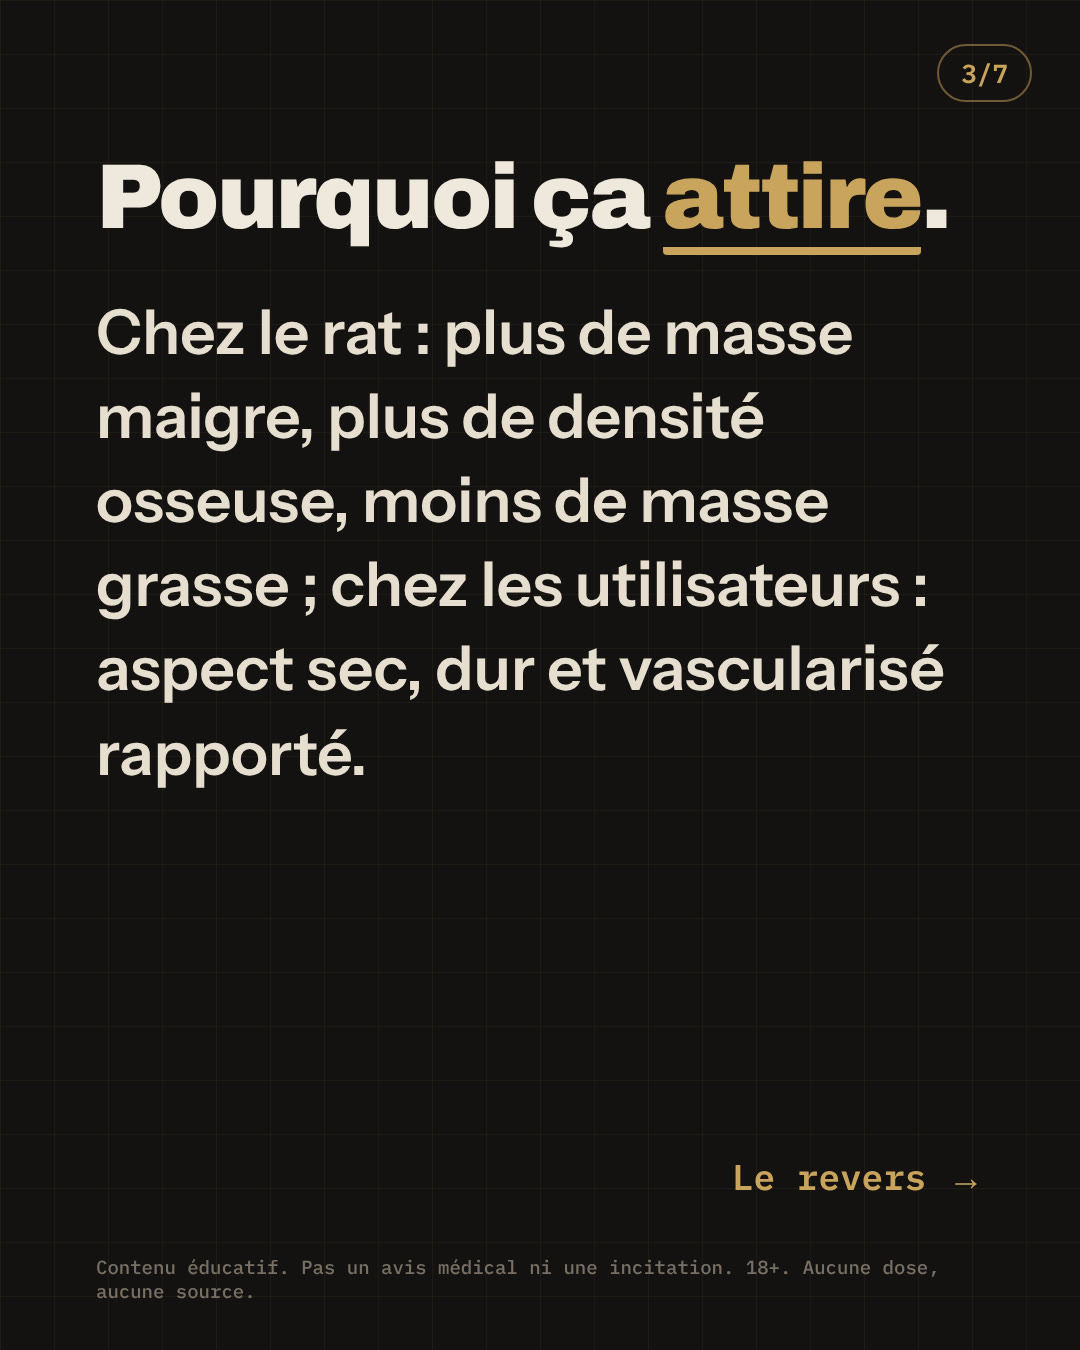 3/7
Pourquoi ça attire.
Chez le rat : plus de masse
maigre, plus de densité
osseuse, moins de masse
grasse ; chez les utilisateurs :
aspect sec, dur et vascularisé
rapporté.
Le revers →
Contenu éducatif. Pas un avis médical ni une incitation. 18+. Aucune dose,
aucune source.